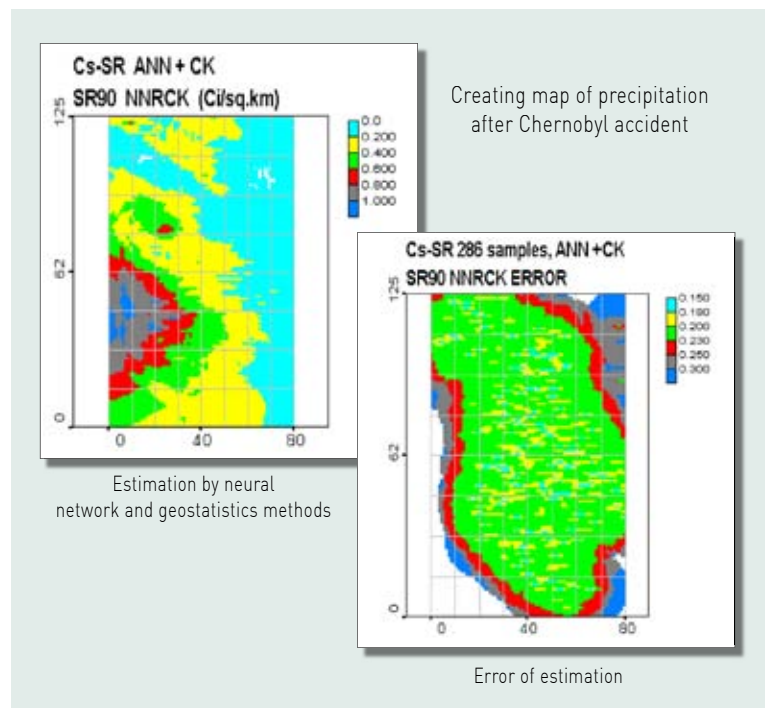 Cs-SR ANN + CK
SR90 NNRCK (Ci/sq.km)
125
62
0
0 40 80
0.0
0.200
0.400
0.600
0.800
1.000
Creating map of precipitation
after Chernobyl accident
Estimation by neural
network and geostatistics methods
Cs-SR 286 samples, ANN +CK
SR90 NNRCK ERROR
125
62
0
0 40 80
0.150
0.190
0.200
0.230
0.250
0.300
Error of estimation